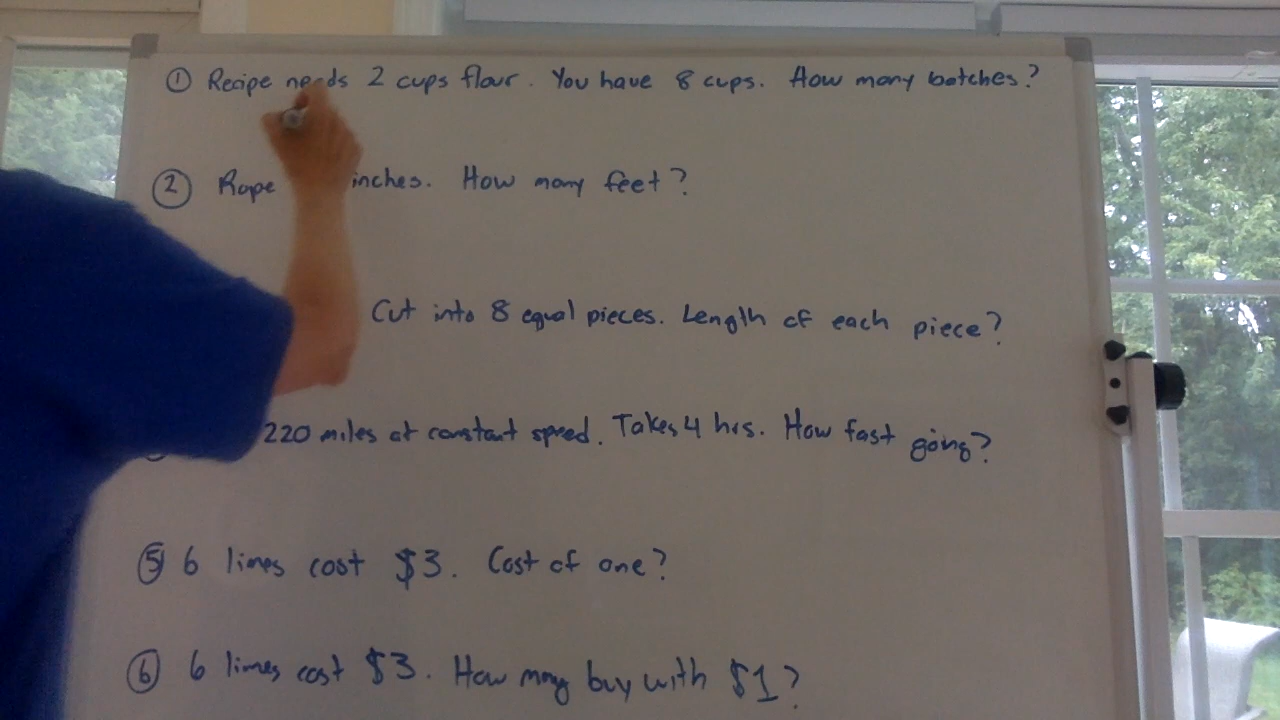 ① Recipe needs 2 cups flour. You have 8 cups. How many batches?
② Rope inches. How many feet?
Cut into 8 equal pieces. Length of each piece?
220 miles at constant speed. Takes 4 hrs. How fast going?
⑤ 6 limes cost $3. Cost of one?
⑥ 6 limes cost $3. How many buy with $1?